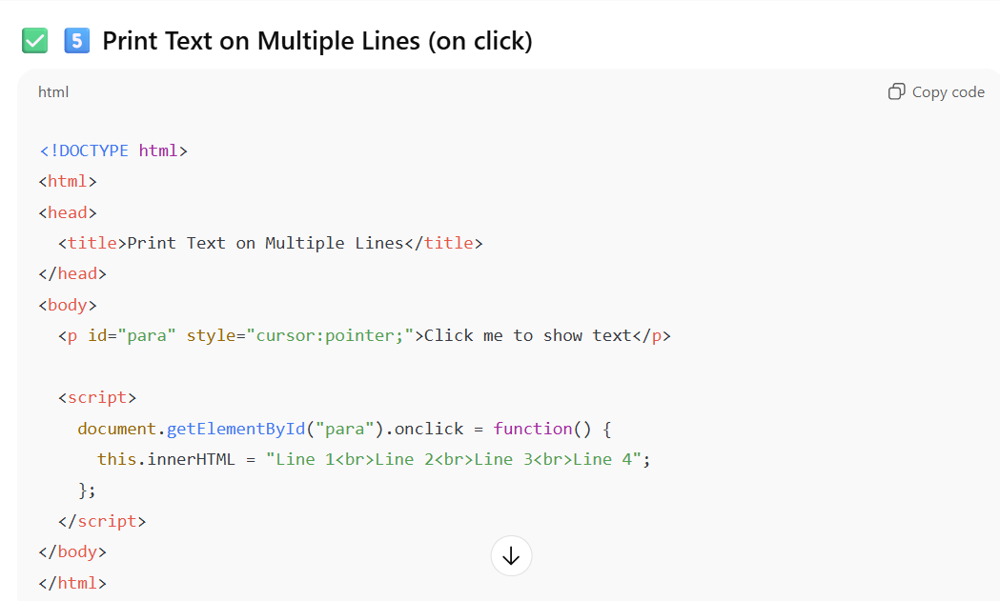 ✅ 5️⃣ Print Text on Multiple Lines (on click)
html
Copy code
<!DOCTYPE html>
<html>
<head>
  <title>Print Text on Multiple Lines</title>
</head>
<body>
  <p id="para" style="cursor:pointer;">Click me to show text</p>

  <script>
    document.getElementById("para").onclick = function() {
      this.innerHTML = "Line 1<br>Line 2<br>Line 3<br>Line 4";
    };
  </script>
</body>
</html>